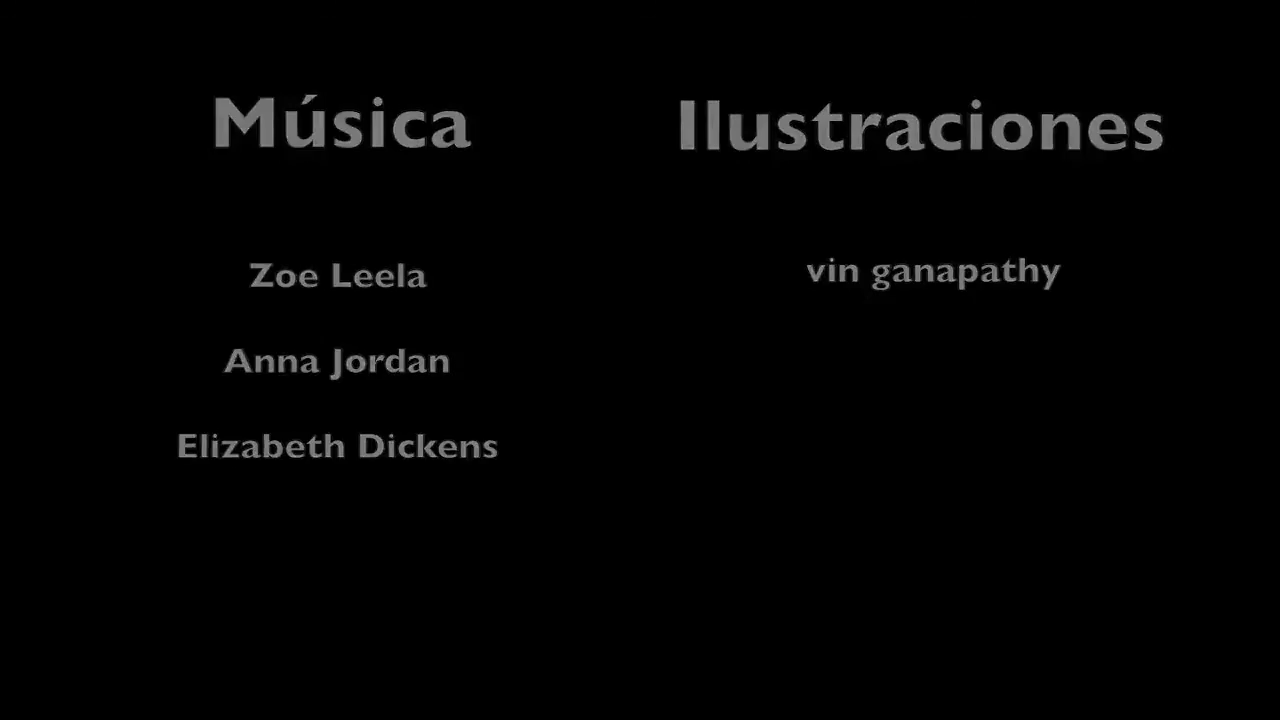 Música
Zoe Leela
Anna Jordan
Elizabeth Dickens
Ilustraciones
vin ganapathy